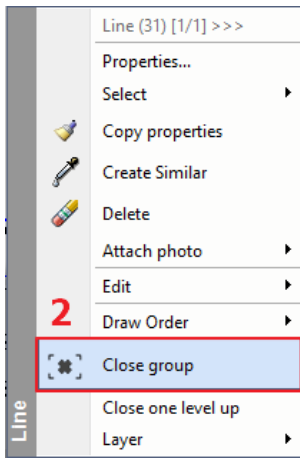 Line (31) [1/1] >>>
Properties...
Select
Copy properties
Create Similar
Delete
Attach photo
Edit
2
Draw Order
Close group
Close one level up
Layer
Line